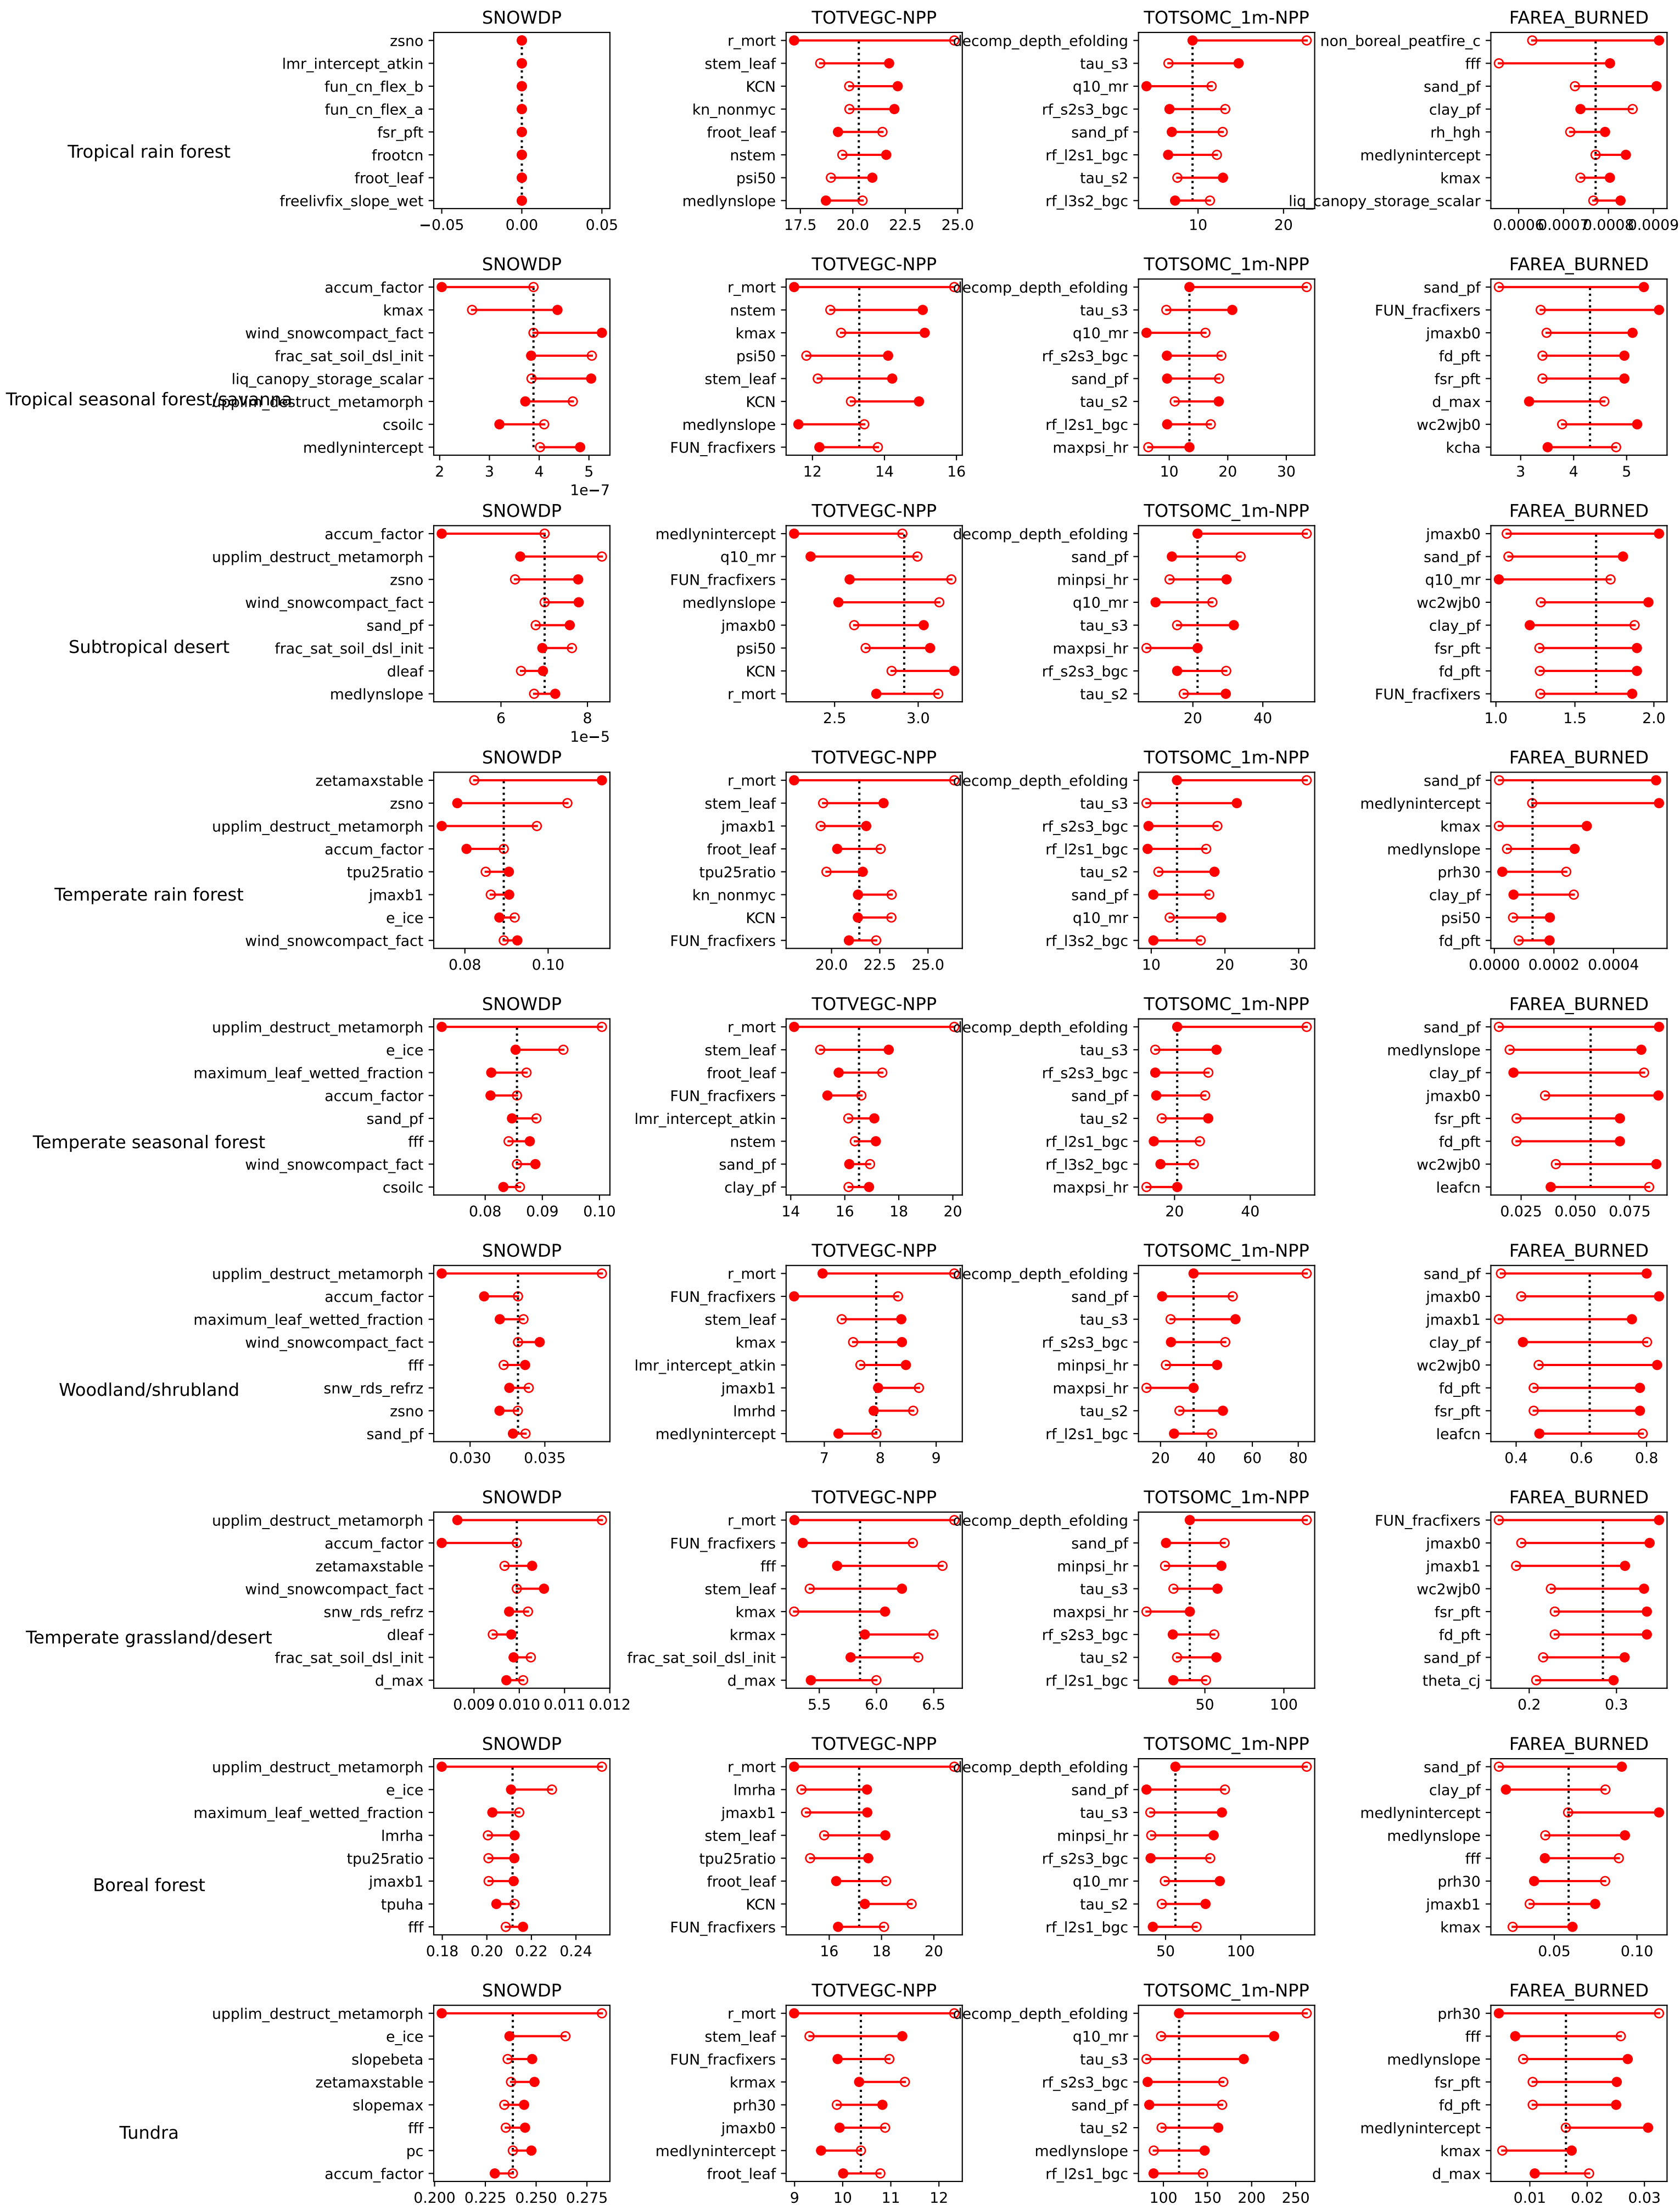 SNOWDP
TOTVEGC-NPP
TOTSOMC_1m-NPP
FAREA_BURNED
Tropical rain forest
zsno
lmr_intercept_atkin
fun_cn_flex_b
fun_cn_flex_a
fsr_pft
frootcn
froot_leaf
freelivfix_slope_wet
−0.05 0.00 0.05
r_mort
stem_leaf
KCN
kn_nonmyc
froot_leaf
nstem
psi50
medlynslope
17.5 20.0 22.5 25.0
decomp_depth_efolding
tau_s3
q10_mr
rf_s2s3_bgc
sand_pf
rf_l2s1_bgc
tau_s2
rf_l3s2_bgc
10 20
non_boreal_peatfire_c
fff
sand_pf
clay_pf
rh_hgh
medlynintercept
kmax
liq_canopy_storage_scalar
0.0006 0.0007 0.0008 0.0009
SNOWDP
TOTVEGC-NPP
TOTSOMC_1m-NPP
FAREA_BURNED
Tropical seasonal forest/savanna
accum_factor
kmax
wind_snowcompact_fact
frac_sat_soil_dsl_init
liq_canopy_storage_scalar
upplim_destruct_metamorph
csoilc
medlynintercept
2 3 4 5
1e−7
r_mort
nstem
kmax
psi50
stem_leaf
KCN
medlynslope
FUN_fracfixers
12 14 16
decomp_depth_efolding
tau_s3
q10_mr
rf_s2s3_bgc
sand_pf
tau_s2
rf_l2s1_bgc
maxpsi_hr
10 20 30
sand_pf
FUN_fracfixers
jmaxb0
fd_pft
fsr_pft
d_max
wc2wjb0
kcha
3 4 5
SNOWDP
TOTVEGC-NPP
TOTSOMC_1m-NPP
FAREA_BURNED
Subtropical desert
accum_factor
upplim_destruct_metamorph
zsno
wind_snowcompact_fact
sand_pf
frac_sat_soil_dsl_init
dleaf
medlynslope
6 8
1e−5
medlynintercept
q10_mr
FUN_fracfixers
medlynslope
jmaxb0
psi50
KCN
r_mort
2.5 3.0
decomp_depth_efolding
sand_pf
minpsi_hr
q10_mr
tau_s3
maxpsi_hr
rf_s2s3_bgc
tau_s2
20 40
jmaxb0
sand_pf
q10_mr
wc2wjb0
clay_pf
fsr_pft
fd_pft
FUN_fracfixers
1.0 1.5 2.0
SNOWDP
TOTVEGC-NPP
TOTSOMC_1m-NPP
FAREA_BURNED
Temperate rain forest
zetamaxstable
zsno
upplim_destruct_metamorph
accum_factor
tpu25ratio
jmaxb1
e_ice
wind_snowcompact_fact
0.08 0.10
r_mort
stem_leaf
jmaxb1
froot_leaf
tpu25ratio
kn_nonmyc
KCN
FUN_fracfixers
20.0 22.5 25.0
decomp_depth_efolding
tau_s3
rf_s2s3_bgc
rf_l2s1_bgc
tau_s2
sand_pf
q10_mr
rf_l3s2_bgc
10 20 30
sand_pf
medlynintercept
kmax
medlynslope
prh30
clay_pf
psi50
fd_pft
0.0000 0.0002 0.0004
SNOWDP
TOTVEGC-NPP
TOTSOMC_1m-NPP
FAREA_BURNED
Temperate seasonal forest
upplim_destruct_metamorph
e_ice
maximum_leaf_wetted_fraction
accum_factor
sand_pf
fff
wind_snowcompact_fact
csoilc
0.08 0.09 0.10
r_mort
stem_leaf
froot_leaf
FUN_fracfixers
lmr_intercept_atkin
nstem
sand_pf
clay_pf
14 16 18 20
decomp_depth_efolding
tau_s3
rf_s2s3_bgc
sand_pf
tau_s2
rf_l2s1_bgc
rf_l3s2_bgc
maxpsi_hr
20 40
sand_pf
medlynslope
clay_pf
jmaxb0
fsr_pft
fd_pft
wc2wjb0
leafcn
0.025 0.050 0.075
SNOWDP
TOTVEGC-NPP
TOTSOMC_1m-NPP
FAREA_BURNED
Woodland/shrubland
upplim_destruct_metamorph
accum_factor
maximum_leaf_wetted_fraction
wind_snowcompact_fact
fff
snw_rds_refrz
zsno
sand_pf
0.030 0.035
r_mort
FUN_fracfixers
stem_leaf
kmax
lmr_intercept_atkin
jmaxb1
lmrhd
medlynintercept
7 8 9
decomp_depth_efolding
sand_pf
tau_s3
rf_s2s3_bgc
minpsi_hr
maxpsi_hr
tau_s2
rf_l2s1_bgc
20 40 60 80
sand_pf
jmaxb0
jmaxb1
clay_pf
wc2wjb0
fd_pft
fsr_pft
leafcn
0.4 0.6 0.8
SNOWDP
TOTVEGC-NPP
TOTSOMC_1m-NPP
FAREA_BURNED
Temperate grassland/desert
upplim_destruct_metamorph
accum_factor
zetamaxstable
wind_snowcompact_fact
snw_rds_refrz
dleaf
frac_sat_soil_dsl_init
d_max
0.009 0.010 0.011 0.012
r_mort
FUN_fracfixers
fff
stem_leaf
kmax
krmax
frac_sat_soil_dsl_init
d_max
5.5 6.0 6.5
decomp_depth_efolding
sand_pf
minpsi_hr
tau_s3
maxpsi_hr
rf_s2s3_bgc
tau_s2
rf_l2s1_bgc
50 100
FUN_fracfixers
jmaxb0
jmaxb1
wc2wjb0
fsr_pft
fd_pft
sand_pf
theta_cj
0.2 0.3
SNOWDP
TOTVEGC-NPP
TOTSOMC_1m-NPP
FAREA_BURNED
Boreal forest
upplim_destruct_metamorph
e_ice
maximum_leaf_wetted_fraction
lmrha
tpu25ratio
jmaxb1
tpuha
fff
0.18 0.20 0.22 0.24
r_mort
lmrha
jmaxb1
stem_leaf
tpu25ratio
froot_leaf
KCN
FUN_fracfixers
16 18 20
decomp_depth_efolding
sand_pf
tau_s3
minpsi_hr
rf_s2s3_bgc
q10_mr
tau_s2
rf_l2s1_bgc
50 100
sand_pf
clay_pf
medlynintercept
medlynslope
fff
prh30
jmaxb1
kmax
0.05 0.10
SNOWDP
TOTVEGC-NPP
TOTSOMC_1m-NPP
FAREA_BURNED
Tundra
upplim_destruct_metamorph
e_ice
slopebeta
zetamaxstable
slopemax
fff
pc
accum_factor
0.200 0.225 0.250 0.275
r_mort
stem_leaf
FUN_fracfixers
krmax
prh30
jmaxb0
medlynintercept
froot_leaf
9 10 11 12
decomp_depth_efolding
q10_mr
tau_s3
rf_s2s3_bgc
sand_pf
tau_s2
medlynslope
rf_l2s1_bgc
100 150 200 250
prh30
fff
medlynslope
fsr_pft
fd_pft
medlynintercept
kmax
d_max
0.01 0.02 0.03